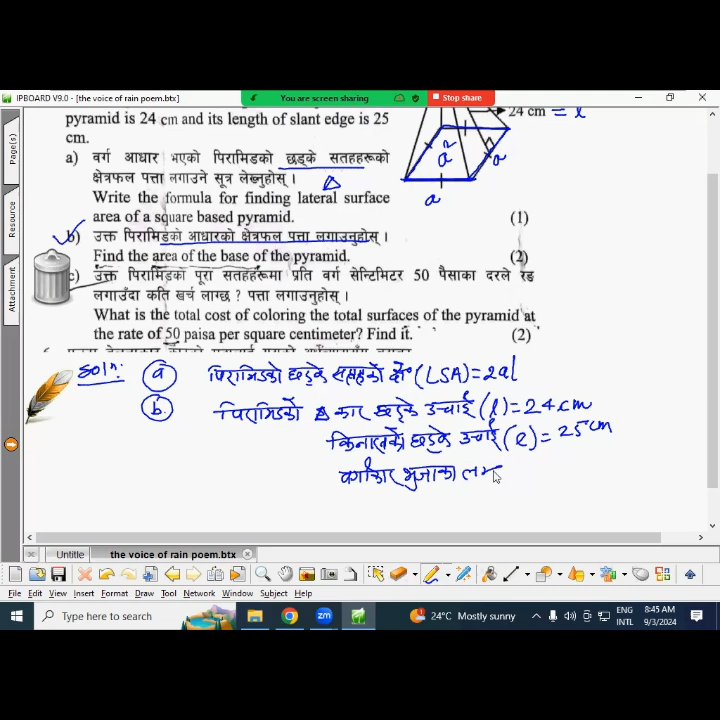 IPBOARD V9.0 - [the voice of rain poem.btx]
You are screen sharing
Stop share
pyramid is 24 cm and its length of slant edge is 25
cm.
24 cm = l
a²
a
a
a) वर्ग आधार भएको पिरामिडको छड्के सतहहरूको
क्षेत्रफल पत्ता लगाउने सूत्र लेख्नुहोस् ।
Write the formula for finding lateral surface
area of a square based pyramid.
(1)
b) उक्त पिरामिडको आधारको क्षेत्रफल पत्ता लगाउनुहोस् ।
Find the area of the base of the pyramid.
(2)
c) उक्त पिरामिडको पूरा सतहहरूमा प्रति वर्ग सेन्टिमिटर 50 पैसाका दरले रङ
लगाउँदा कति खर्च लाग्छ ? पत्ता लगाउनुहोस् ।
What is the total cost of coloring the total surfaces of the pyramid at
the rate of 50 paisa per square centimeter? Find it.
(2)
Soln: (a) पिरामिडको छड्के सतहको क्षे० (LSA) = 2al
(b. पिरामिडको Δ कार छड्के उचाई (l) = 24cm
किनाराको छड्के उचाई (e) = 25cm
वर्गाकार भुजाको
Page(s)
Resource
Attachment
Untitle
the voice of rain poem.btx
File Edit View Insert Format Draw Tool Network Window Subject Help
Type here to search
24°C Mostly sunny
ENG
INTL
8:45 AM
9/3/2024